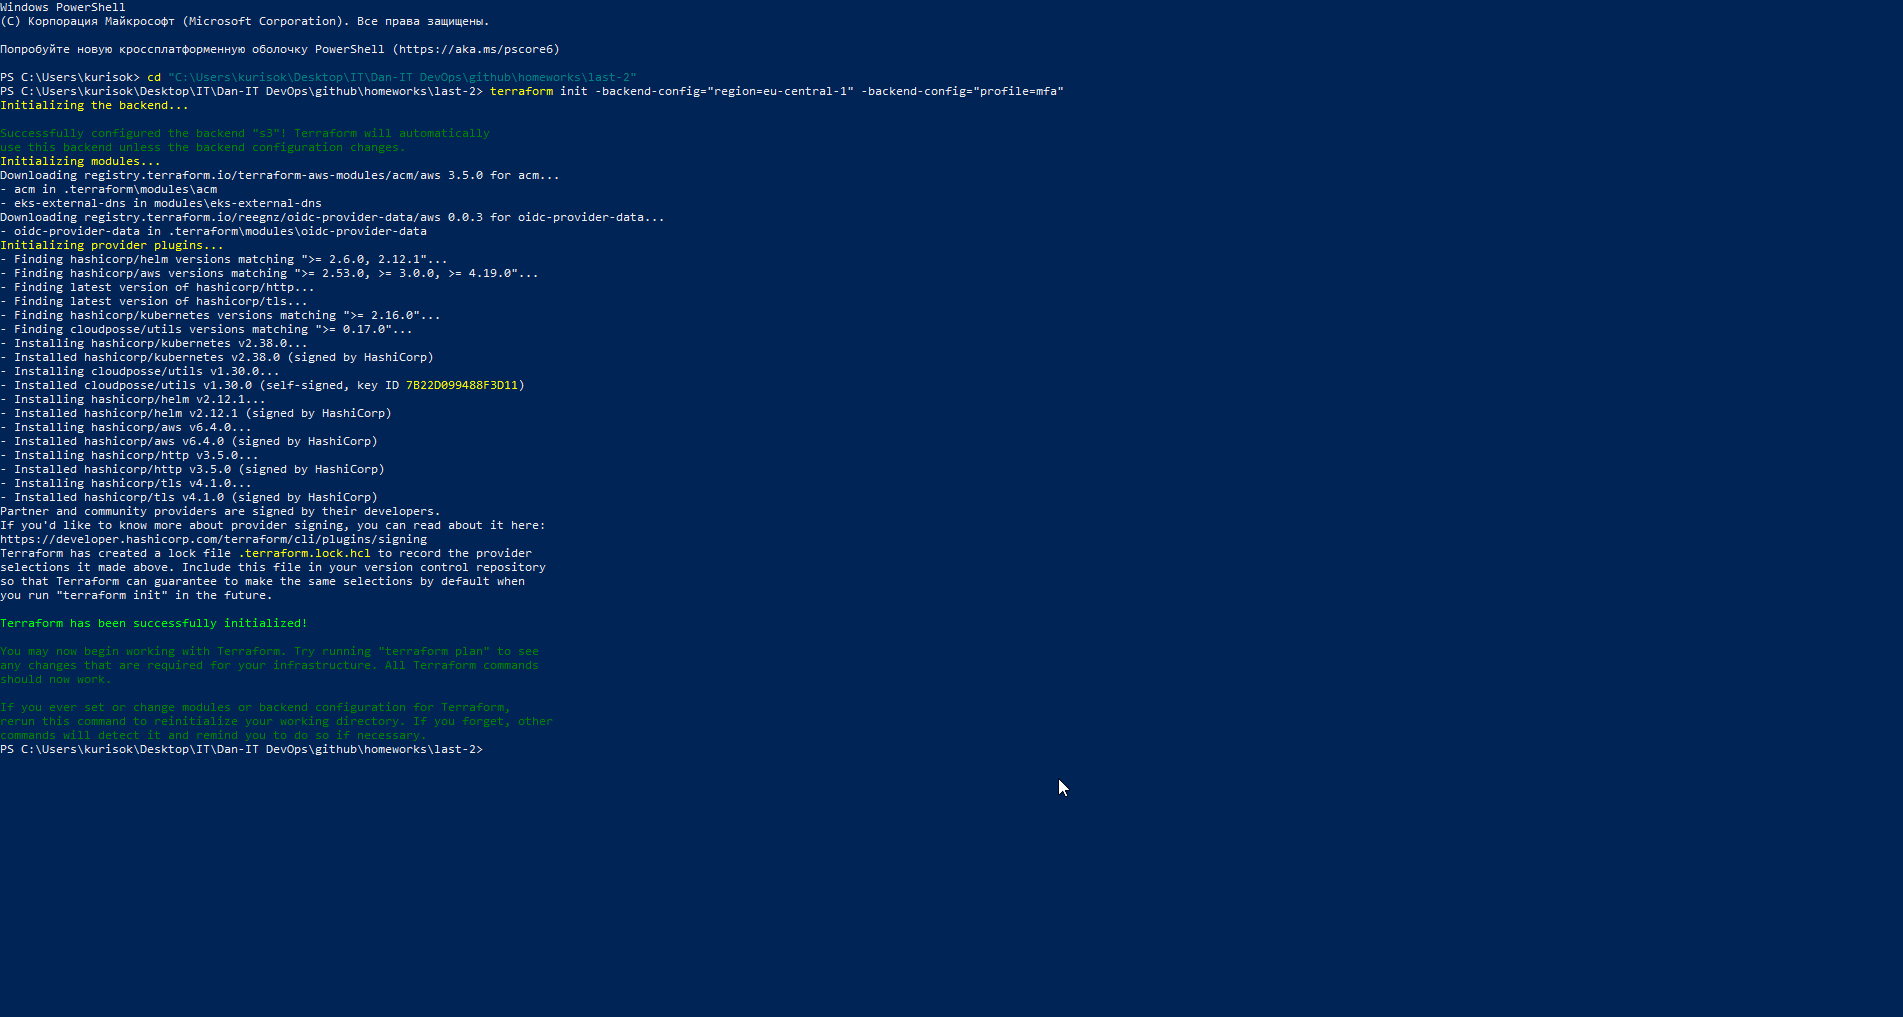 Windows PowerShell
(C) Корпорация Майкрософт (Microsoft Corporation). Все права защищены.
Попробуйте новую кроссплатформенную оболочку PowerShell (https://aka.ms/pscore6)
PS C:\Users\kurisok> cd "C:\Users\kurisok\Desktop\IT\Dan-IT DevOps\github\homeworks\last-2"
PS C:\Users\kurisok\Desktop\IT\Dan-IT DevOps\github\homeworks\last-2> terraform init -backend-config="region=eu-central-1" -backend-config="profile=mfa"
Initializing the backend...
Successfully configured the backend "s3"! Terraform will automatically
use this backend unless the backend configuration changes.
Initializing modules...
Downloading registry.terraform.io/terraform-aws-modules/acm/aws 3.5.0 for acm...
- acm in .terraform\modules\acm
- eks-external-dns in modules\eks-external-dns
Downloading registry.terraform.io/reegnz/oidc-provider-data/aws 0.0.3 for oidc-provider-data...
- oidc-provider-data in .terraform\modules\oidc-provider-data
Initializing provider plugins...
- Finding hashicorp/helm versions matching ">= 2.6.0, 2.12.1"...
- Finding hashicorp/aws versions matching ">= 2.53.0, >= 3.0.0, >= 4.19.0"...
- Finding latest version of hashicorp/http...
- Finding latest version of hashicorp/tls...
- Finding hashicorp/kubernetes versions matching ">= 2.16.0"...
- Finding cloudposse/utils versions matching ">= 0.17.0"...
- Installing hashicorp/kubernetes v2.38.0...
- Installed hashicorp/kubernetes v2.38.0 (signed by HashiCorp)
- Installing cloudposse/utils v1.30.0...
- Installed cloudposse/utils v1.30.0 (self-signed, key ID 7B22D099488F3D11)
- Installing hashicorp/helm v2.12.1...
- Installed hashicorp/helm v2.12.1 (signed by HashiCorp)
- Installing hashicorp/aws v6.4.0...
- Installed hashicorp/aws v6.4.0 (signed by HashiCorp)
- Installing hashicorp/http v3.5.0...
- Installed hashicorp/http v3.5.0 (signed by HashiCorp)
- Installing hashicorp/tls v4.1.0...
- Installed hashicorp/tls v4.1.0 (signed by HashiCorp)
Partner and community providers are signed by their developers.
If you'd like to know more about provider signing, you can read about it here:
https://developer.hashicorp.com/terraform/cli/plugins/signing
Terraform has created a lock file .terraform.lock.hcl to record the provider
selections it made above. Include this file in your version control repository
so that Terraform can guarantee to make the same selections by default when
you run "terraform init" in the future.
Terraform has been successfully initialized!
You may now begin working with Terraform. Try running "terraform plan" to see
any changes that are required for your infrastructure. All Terraform commands
should now work.
If you ever set or change modules or backend configuration for Terraform,
rerun this command to reinitialize your working directory. If you forget, other
commands will detect it and remind you to do so if necessary.
PS C:\Users\kurisok\Desktop\IT\Dan-IT DevOps\github\homeworks\last-2>